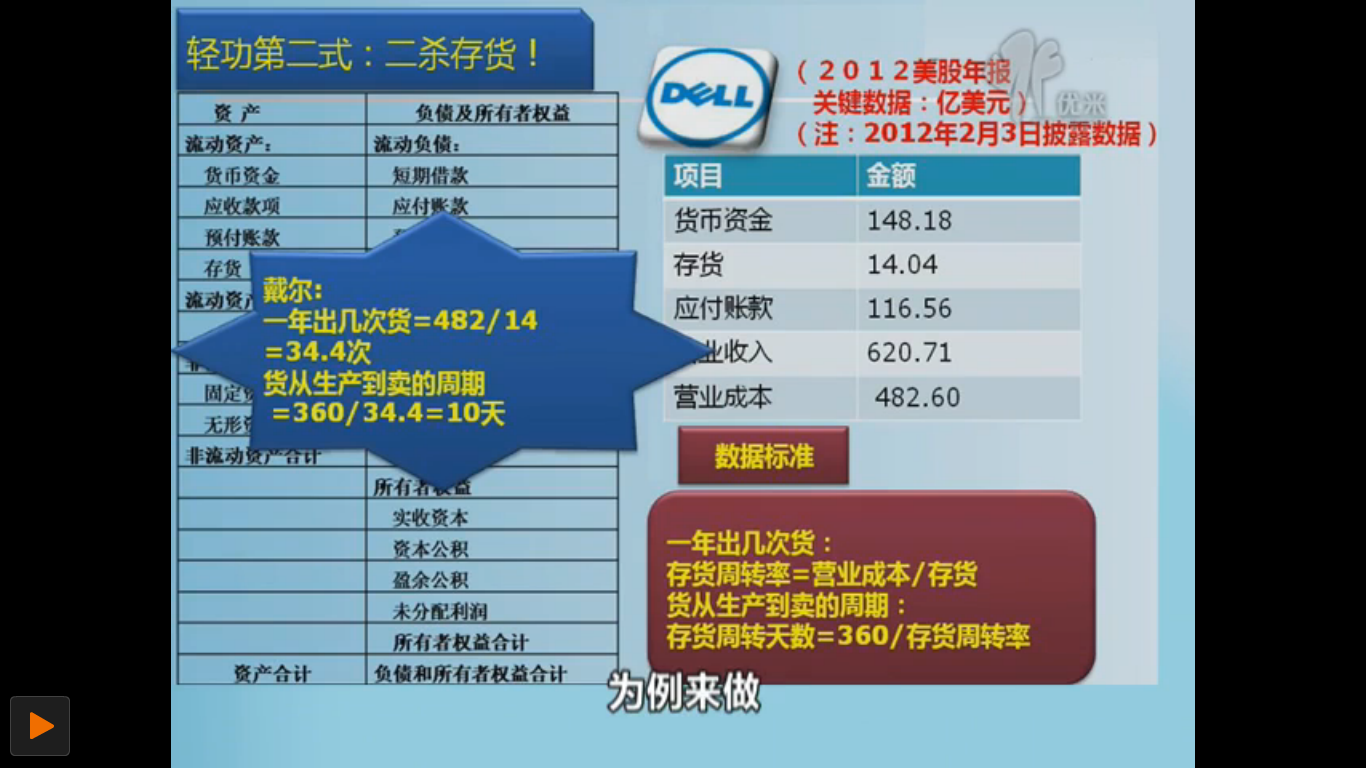 轻功第二式：二杀存货！
资 产
负债及所有者权益
流动资产：
流动负债：
货币资金
短期借款
应收款项
应付账款
预付账款
存货
流动资产
固定资
无形资
非流动资产合计
所有者权益
实收资本
资本公积
盈余公积
未分配利润
所有者权益合计
资产合计
负债和所有者权益合计
戴尔：
一年出几次货=482/14
=34.4次
货从生产到卖的周期
=360/34.4=10天
DELL
（２０１２美股年报
关键数据：亿美元）
（注：2012年2月3日披露数据）
优米
项目
金额
货币资金
148.18
存货
14.04
应付账款
116.56
业收入
620.71
营业成本
482.60
数据标准
一年出几次货：
存货周转率=营业成本/存货
货从生产到卖的周期：
存货周转天数=360/存货周转率
为例来做